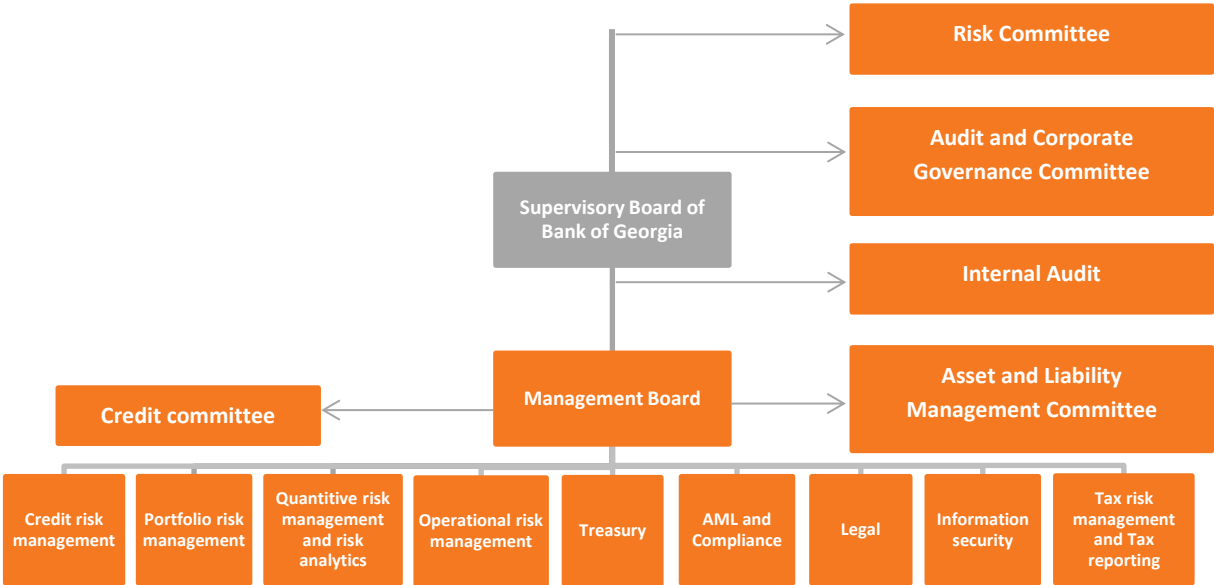 Risk Committee
Audit and Corporate
Governance Committee
Supervisory Board of
Bank of Georgia
Internal Audit
Management Board
Asset and Liability
Management Committee
Credit committee
Credit risk
management
Portfolio risk
management
Quantitive risk
management
and risk
analytics
Operational risk
management
Treasury
AML and
Compliance
Legal
Information
security
Tax risk
management
and Tax
reporting